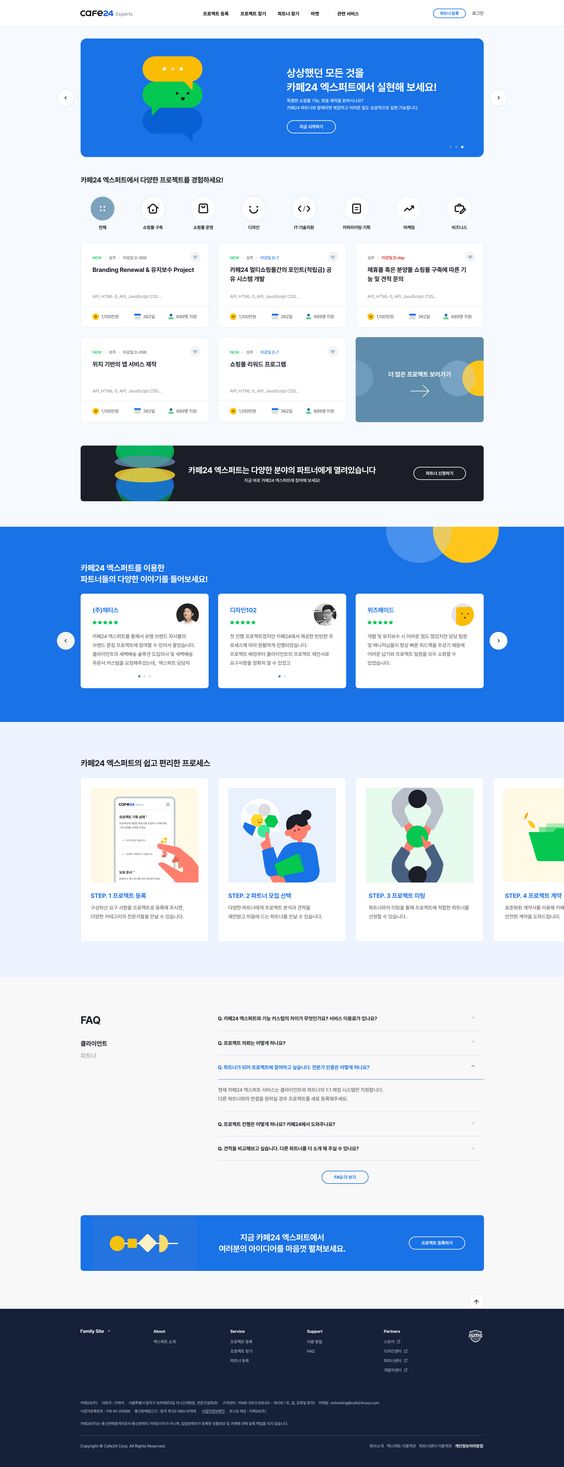 cafe24 Experts
프로젝트 등록
프로젝트 찾기
파트너 찾기
마켓
관련 서비스
파트너 등록
로그인
상상했던 모든 것을
카페24 엑스퍼트에서 실현해 보세요!
특별한 쇼핑몰 기능, 맞춤 제작을 원하시나요?
카페24 파트너와 함께라면 복잡하고 어려운 일도 성공적으로 실현 가능합니다
지금 시작하기
카페24 엑스퍼트에서 다양한 프로젝트를 경험하세요!
전체
쇼핑몰 구축
쇼핑몰 운영
디자인
IT·기술지원
카피라이팅·기획
마케팅
비즈니스
NEW · 상주 · 마감일 D-268
Branding Renewal & 유지보수 Project
API, HTML-5, API, JavaScript CSS...
1,100만원
362일
689명 지원
NEW · 상주 · 마감일 D-7
카페24 멀티쇼핑몰간의 포인트(적립금) 공
유 시스템 개발
API, HTML-5, API, JavaScript CSS...
1,100만원
362일
689명 지원
상주 · 마감일 D-day
제휴몰 혹은 분양몰 쇼핑몰 구축에 따른 기
능 및 견적 문의
API, HTML-5, API, JavaScript CSS...
1,100만원
362일
689명 지원
NEW · 상주 · 마감일 D-268
위치 기반의 앱 서비스 제작
API, HTML-5, API, JavaScript CSS...
1,100만원
362일
689명 지원
NEW · 상주 · 마감일 D-7
쇼핑몰 리워드 프로그램
API, HTML-5, API, JavaScript CSS...
1,100만원
362일
689명 지원
더 많은 프로젝트 보러가기
카페24 엑스퍼트는 다양한 분야의 파트너에게 열려있습니다
지금 바로 카페24 엑스퍼트에 참여해 보세요!
파트너 신청하기
카페24 엑스퍼트를 이용한
파트너들의 다양한 이야기를 들어보세요!
(주)재티스
카페24 엑스퍼트를 통해서 유명 브랜드 자사몰의
브랜드 론칭 프로젝트에 참여할 수 있어서 좋았습니다.
클라이언트의 새벽배송 솔루션 도입의사 및 새벽배송
주문서 커스텀을 요청해주셨는데, 엑스퍼트 담당자
디자인102
첫 진행 프로젝트였지만 카페24에서 제공한 탄탄한 프
로세스에 따라 원활하게 진행되었습니다.
프로젝트 배정부터 클라이언트의 프로젝트 제안서로
요구사항을 정확히 알 수 있었고
위즈메이드
개발 및 유지보수 시 어려운 점도 많았지만 담당 팀원
및 매니저님들이 항상 빠른 피드백을 주셨기 때문에
어려운 납기와 프로젝트 일정을 모두 소화할 수
있었습니다.
카페24 엑스퍼트의 쉽고 편리한 프로세스
cafe24
프로젝트 기획 상태 *
보유 문서 *
STEP. 1 프로젝트 등록
구상하신 요구 사항을 프로젝트로 등록해 주시면,
다양한 카테고리의 전문가들을 만날 수 있습니다.
STEP. 2 파트너 모집 선택
다양한 파트너에게 프로젝트 분석과 견적을
제안받고 마음에 드는 파트너를 만날 수 있습니다.
STEP. 3 프로젝트 미팅
파트너와의 미팅을 통해 프로젝트에 적합한 파트너를
선정할 수 있습니다.
STEP. 4 프로젝트 계약
표준화된 계약서를 이용해 카페
안전한 계약을 도와드립니다.
FAQ
클라이언트
파트너
Q. 카페24 엑스퍼트와 기능 커스텀의 차이가 무엇인가요? 서비스 이용료가 있나요?
Q. 프로젝트 의뢰는 어떻게 하나요?
Q. 파트너가 되어 프로젝트에 참여하고 싶습니다. 전문가 인증은 어떻게 하나요?
현재 카페24 엑스퍼트 서비스는 클라이언트와 파트너의 1:1 매칭 시스템만 지원합니다.
다른 파트너와의 연결을 원하실 경우 프로젝트를 새로 등록해주세요.
Q. 프로젝트 진행은 어떻게 하나요? 카페24에서 도와주나요?
Q. 견적을 비교해보고 싶습니다. 다른 파트너를 더 소개 해 주실 수 있나요?
FAQ 더 보기
지금 카페24 엑스퍼트에서
여러분의 아이디어를 마음껏 펼쳐보세요.
프로젝트 등록하기
Family Site
About
엑스퍼트 소개
Service
프로젝트 등록
프로젝트 찾기
파트너 등록
Support
이용 방법
FAQ
Partners
스토어
디자인센터
파트너센터
개발자센터
ISMS
Copyright © Cafe24 Corp. All Rights Reserved.
회사소개
엑스퍼트 이용약관
파트너센터 이용약관
개인정보처리방침